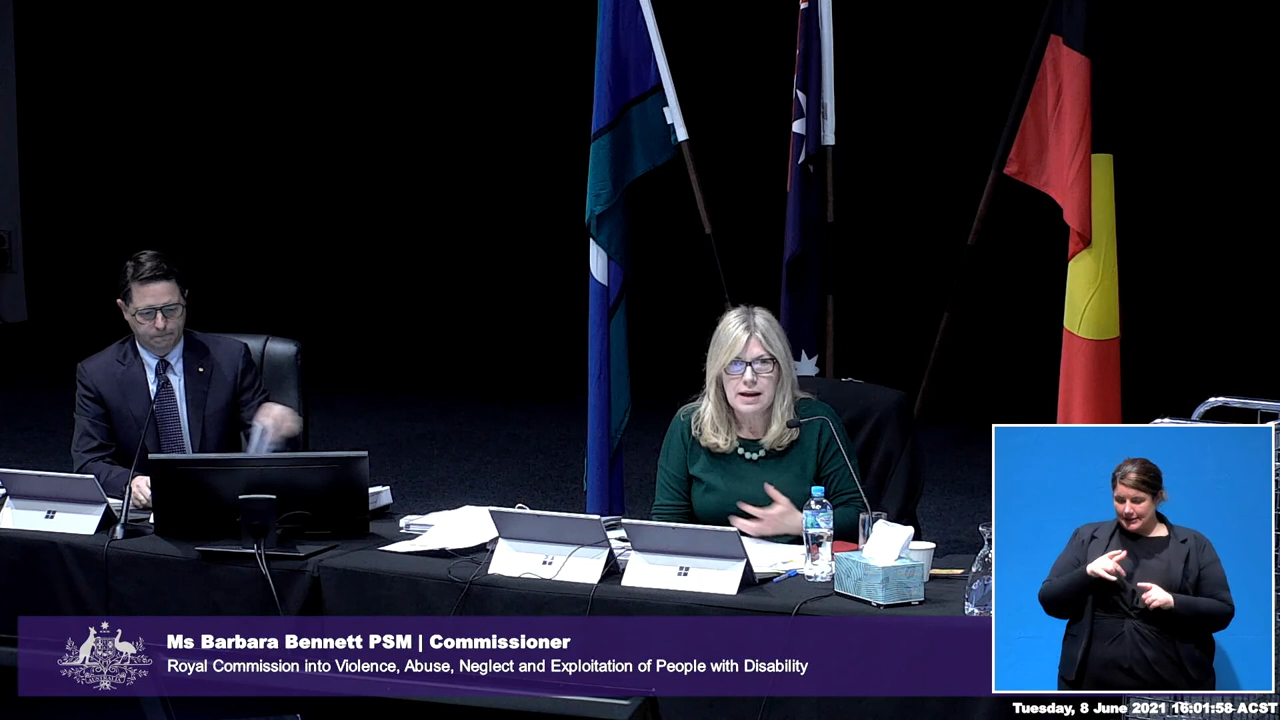 Ms Barbara Bennett PSM | Commissioner
Royal Commission into Violence, Abuse, Neglect and Exploitation of People with Disability
AUSTRALIA
Tuesday, 8 June 2021 16:01:58 ACST